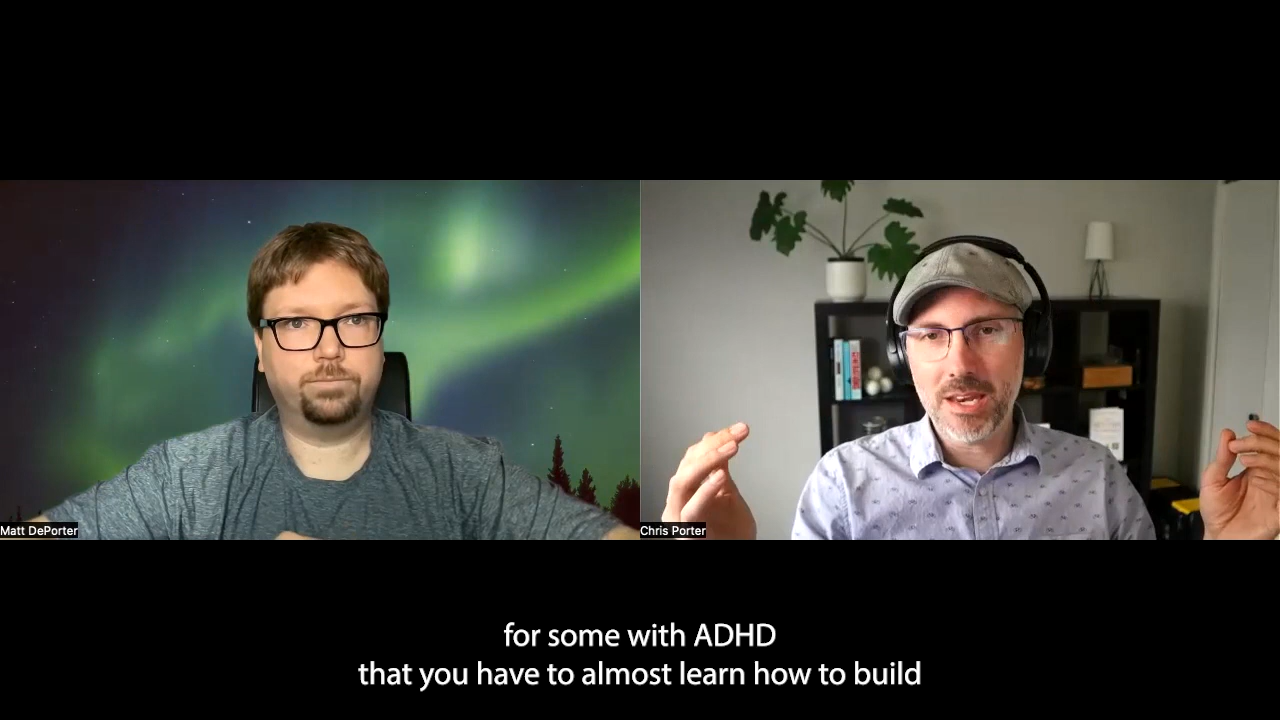 Matt DePorter
Chris Porter
for some with ADHD
that you have to almost learn how to build